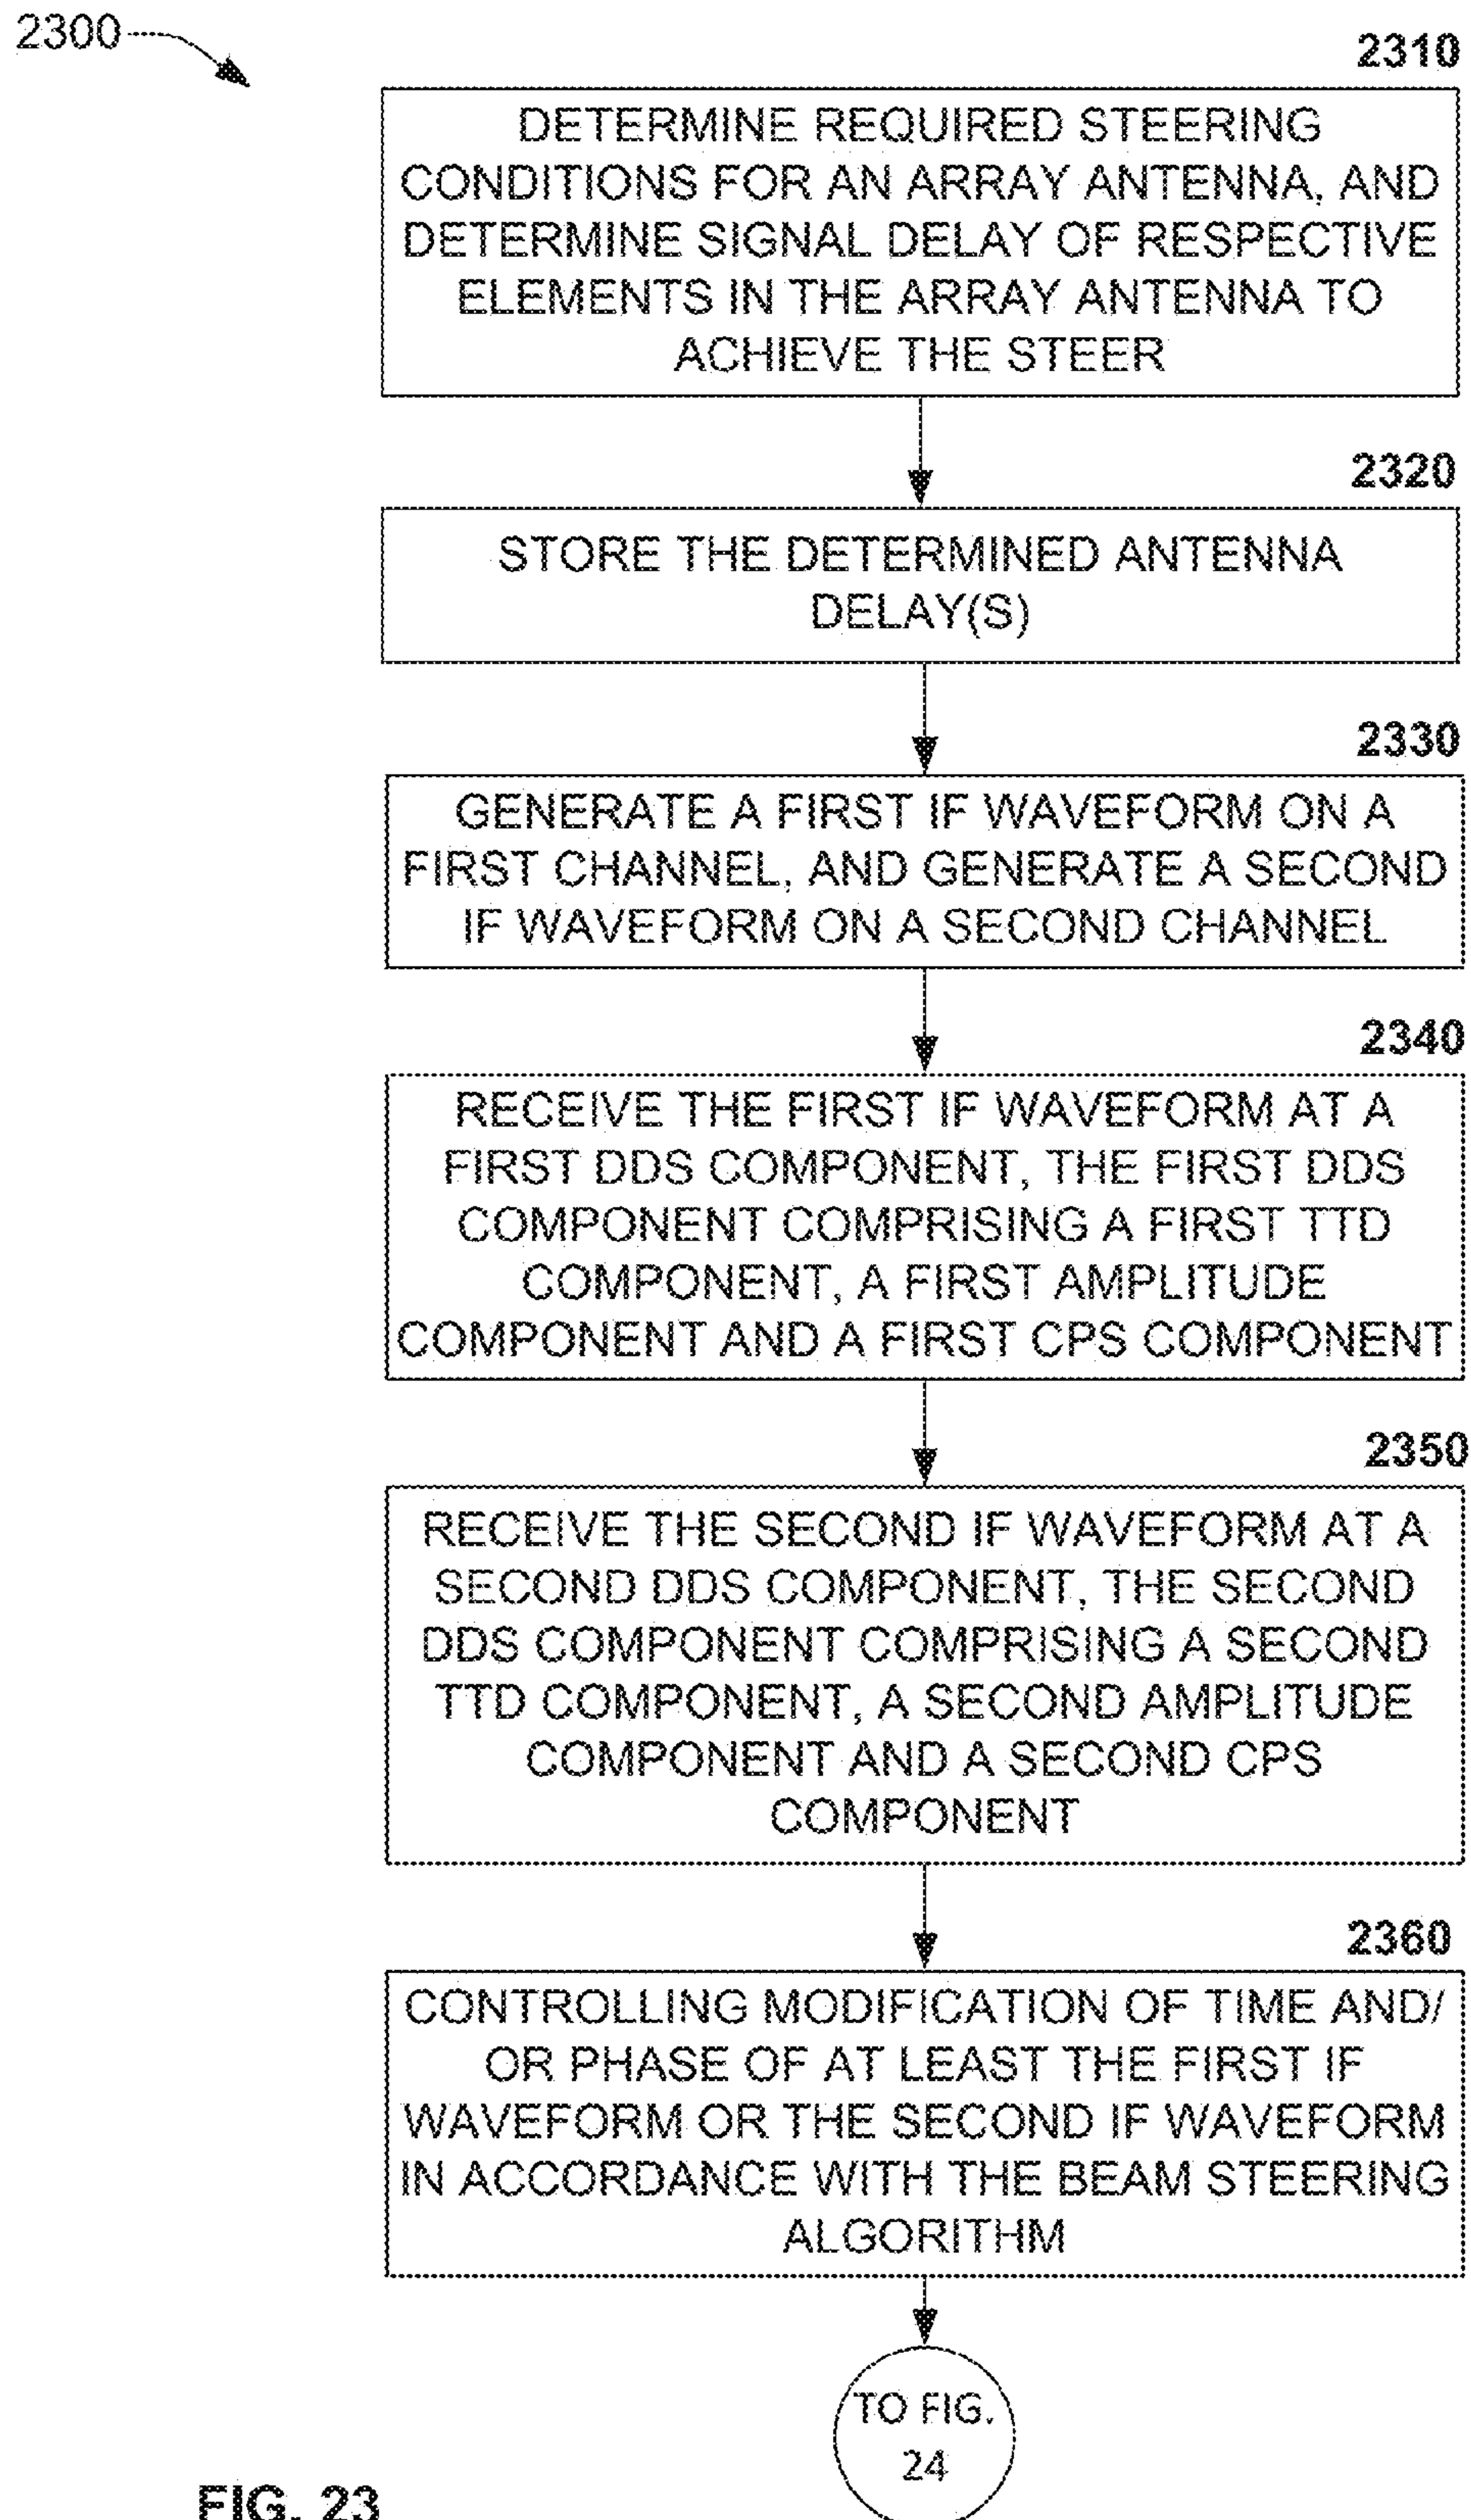 2300
2310
DETERMINE REQUIRED STEERING
CONDITIONS FOR AN ARRAY ANTENNA, AND
DETERMINE SIGNAL DELAY OF RESPECTIVE
ELEMENTS IN THE ARRAY ANTENNA TO
ACHIEVE THE STEER
2320
STORE THE DETERMINED ANTENNA
DELAY(S)
2330
GENERATE A FIRST IF WAVEFORM ON A
FIRST CHANNEL, AND GENERATE A SECOND
IF WAVEFORM ON A SECOND CHANNEL
2340
RECEIVE THE FIRST IF WAVEFORM AT A
FIRST DDS COMPONENT, THE FIRST DDS
COMPONENT COMPRISING A FIRST TTD
COMPONENT, A FIRST AMPLITUDE
COMPONENT AND A FIRST CPS COMPONENT
2350
RECEIVE THE SECOND IF WAVEFORM AT A
SECOND DDS COMPONENT, THE SECOND
DDS COMPONENT COMPRISING A SECOND
TTD COMPONENT, A SECOND AMPLITUDE
COMPONENT AND A SECOND CPS
COMPONENT
2360
CONTROLLING MODIFICATION OF TIME AND/
OR PHASE OF AT LEAST THE FIRST IF
WAVEFORM OR THE SECOND IF WAVEFORM
IN ACCORDANCE WITH THE BEAM STEERING
ALGORITHM
TO FIG.
24
FIG. 23